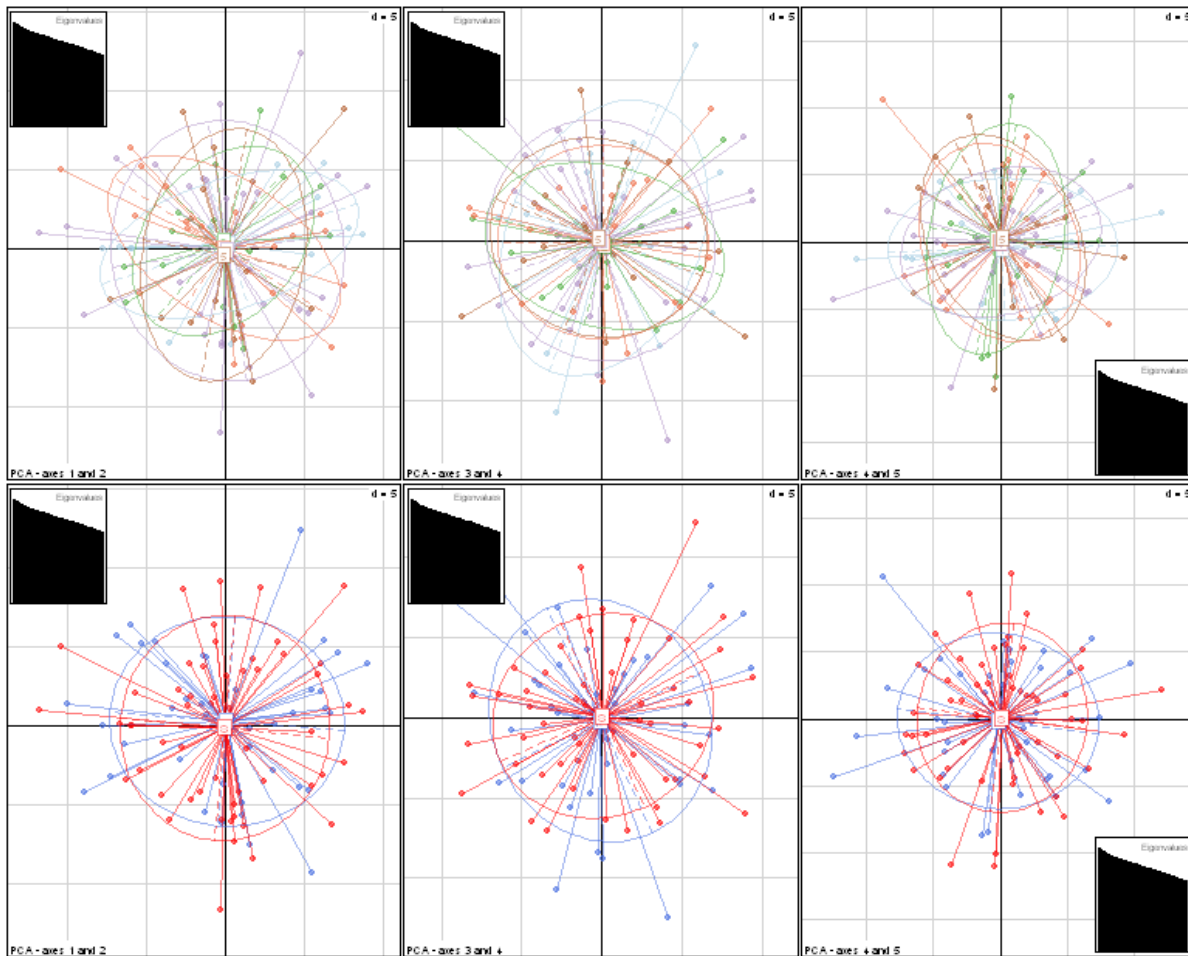 Eigenvalues
d = 5
PCA - axes 1 and 2
Eigenvalues
d = 5
PCA - axes 3 and 4
d = 5
Eigenvalues
PCA - axes 4 and 5
Eigenvalues
d = 5
PCA - axes 1 and 2
Eigenvalues
d = 5
PCA - axes 3 and 4
d = 5
Eigenvalues
PCA - axes 4 and 5